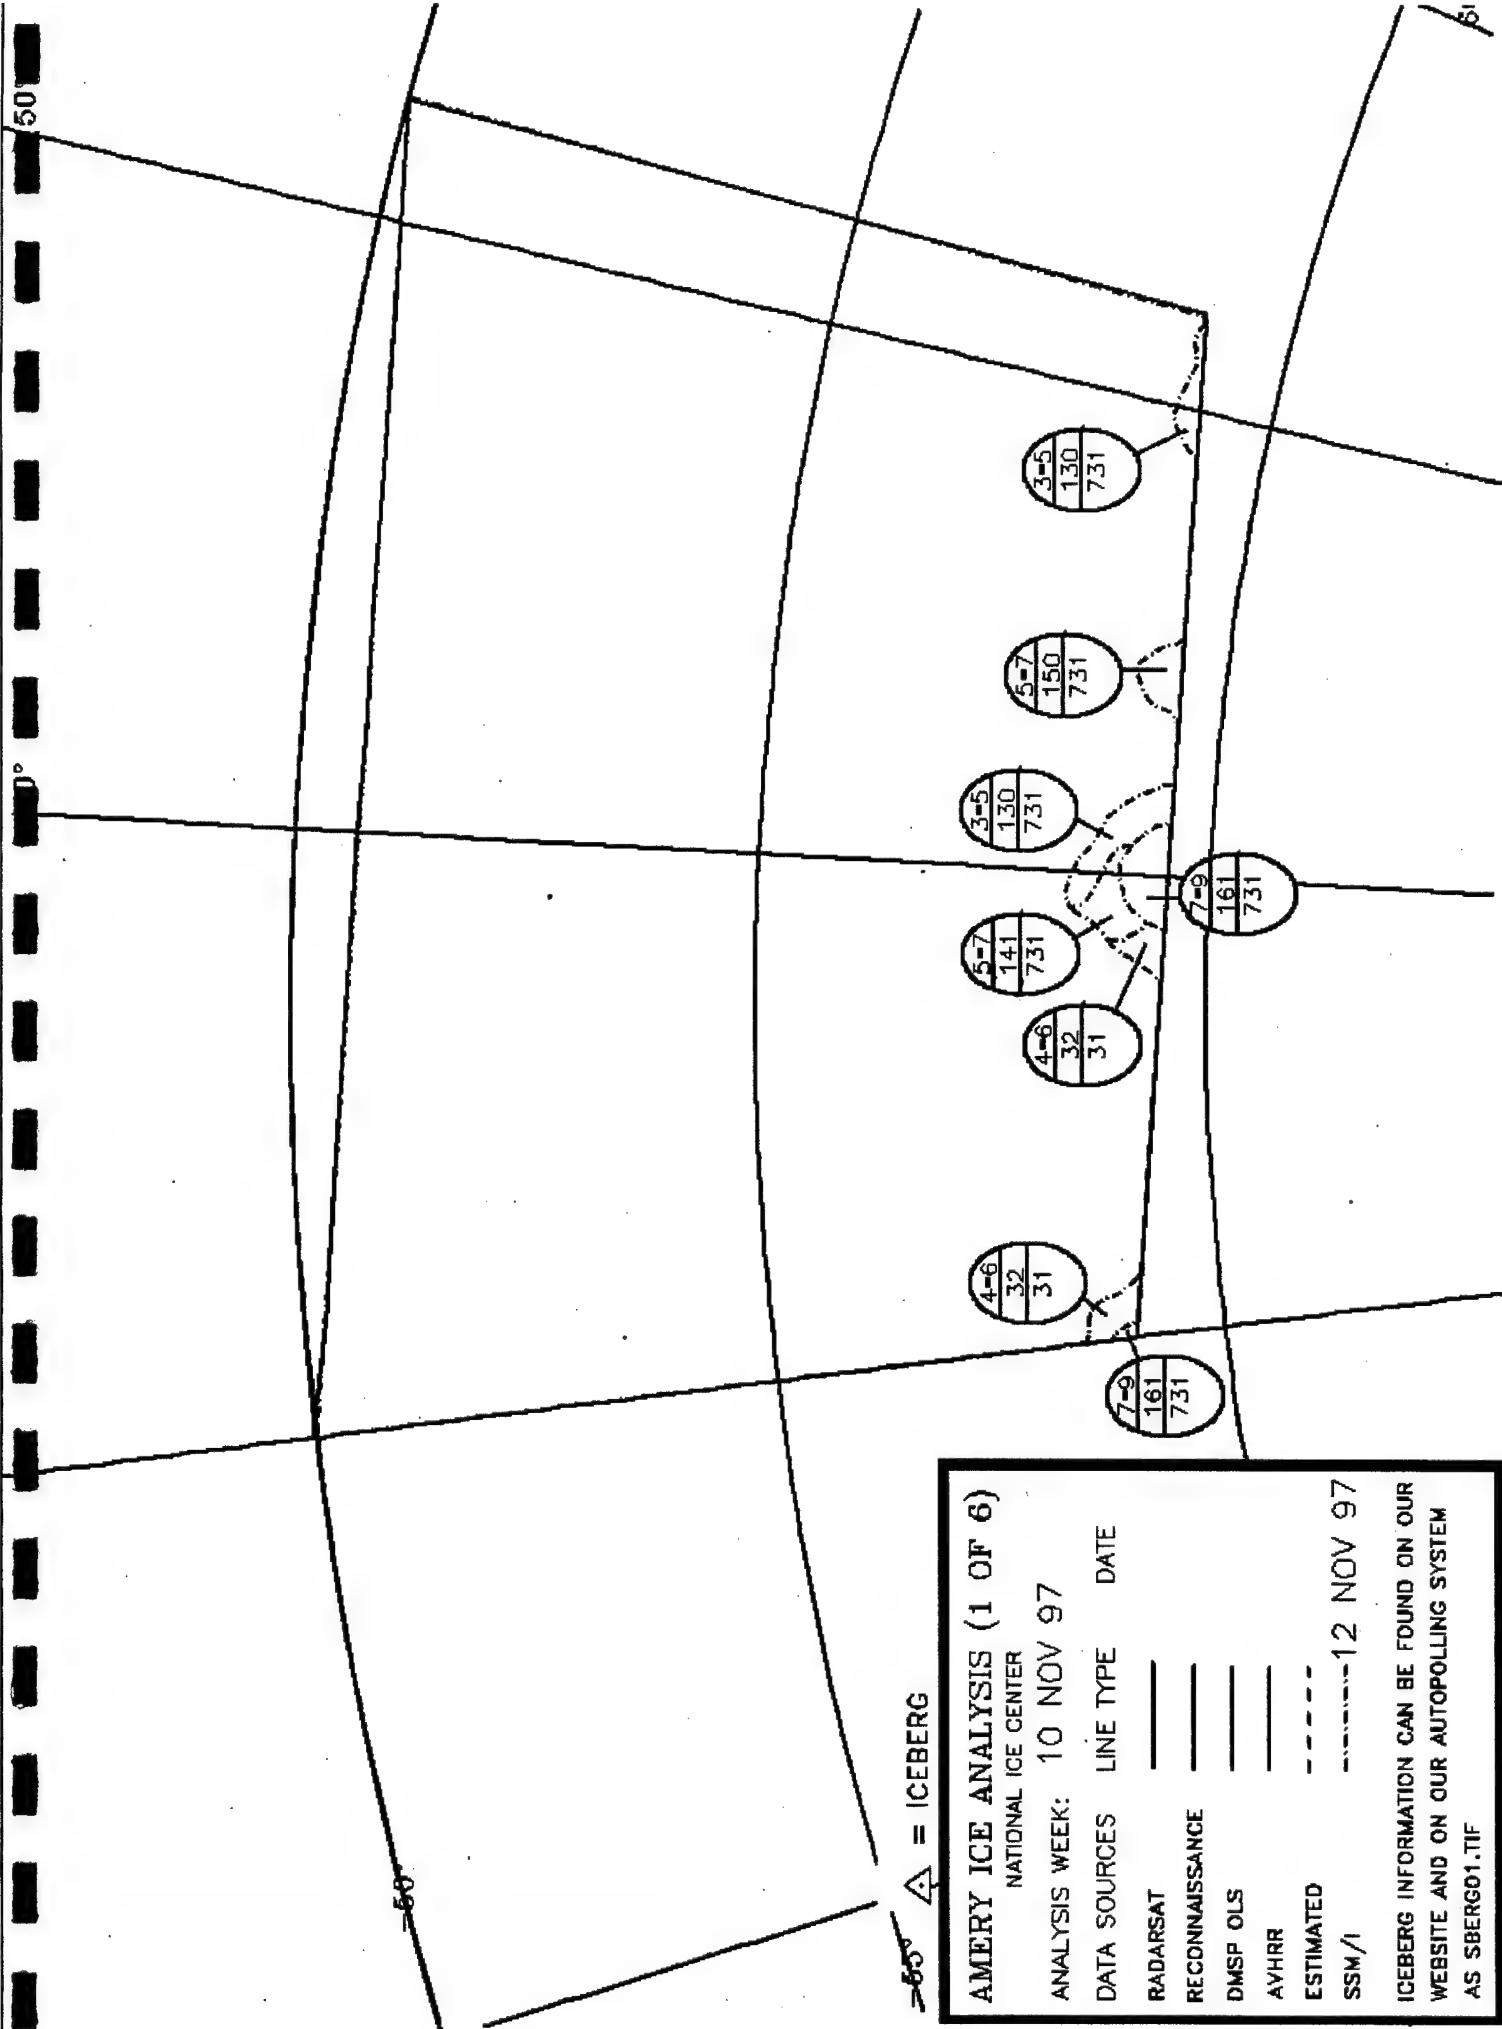 50
0°
3-5
130
731
5-7
150
731
3-5
130
731
7-9
161
731
5-7
141
731
4-6
32
31
4-6
32
31
7-9
161
731
-55°
= ICEBERG
AMERY ICE ANALYSIS (1 OF 6)
NATIONAL ICE CENTER
ANALYSIS WEEK: 10 NOV 97
DATA SOURCES LINE TYPE DATE
RADARSAT
RECONNAISSANCE
DMSP OLS
AVHRR
ESTIMATED
SSM/I 12 NOV 97
ICEBERG INFORMATION CAN BE FOUND ON OUR
WEBSITE AND ON OUR AUTOPOLLING SYSTEM
AS SBERG01.TIF